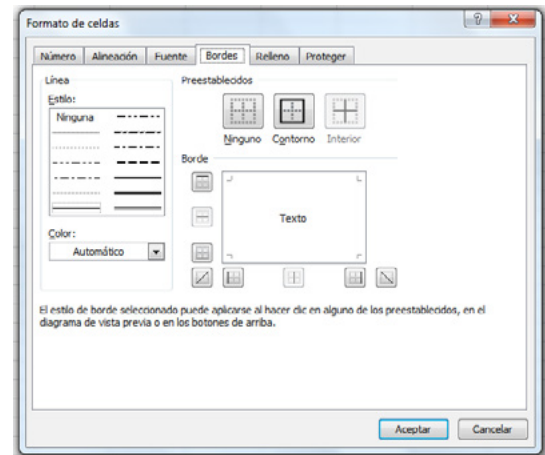 Formato de celdas
Número Alineación Fuente Bordes Relleno Proteger
Línea
Estilo:
Ninguna
Color:
Automático
Preestablecidos
Ninguno Contorno Interior
Borde
Texto
El estilo de borde seleccionado puede aplicarse al hacer clic en alguno de los preestablecidos, en el
diagrama de vista previa o en los botones de arriba.
Aceptar Cancelar